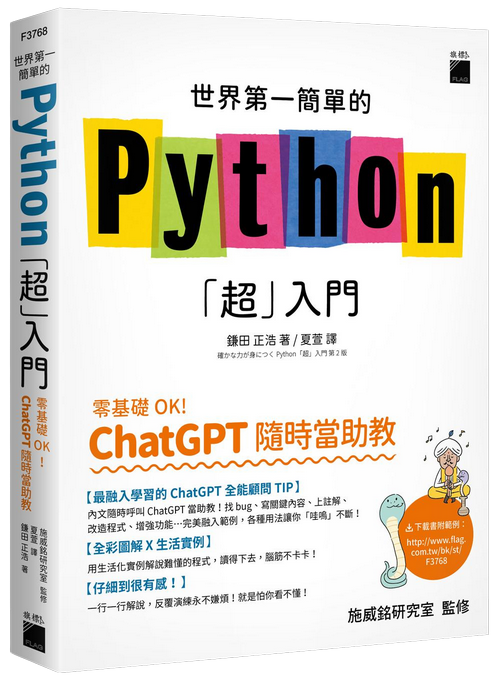 F3768
世界第一
簡單的
Python
「超」入門
零基礎 OK！
ChatGPT 隨時當助教
施威銘研究室 監修
夏萱 譯
鎌田 正浩 著
旗標
FLAG
旗標
FLAG
世界第一簡單的
Python
「超」入門
鎌田 正浩 著 / 夏萱 譯
確かな力が身につく Python「超」入門 第 2 版
零基礎 OK!
ChatGPT 隨時當助教
【最融入學習的 ChatGPT 全能顧問 TIP】
內文隨時呼叫 ChatGPT 當助教！找 bug、寫關鍵內容、上註解、
改造程式、增強功能…完美融入範例，各種用法讓你「哇嗚」不斷！
【全彩圖解 X 生活實例】
用生活化實例解說難懂的程式，讀得下去，腦筋不卡卡！
【仔細到很有感！】
一行一行解說，反覆演練永不嫌煩！就是怕你看不懂！
下載書附範例：
http://www.flag.
com.tw/bk/st/
F3768
施威銘研究室 監修